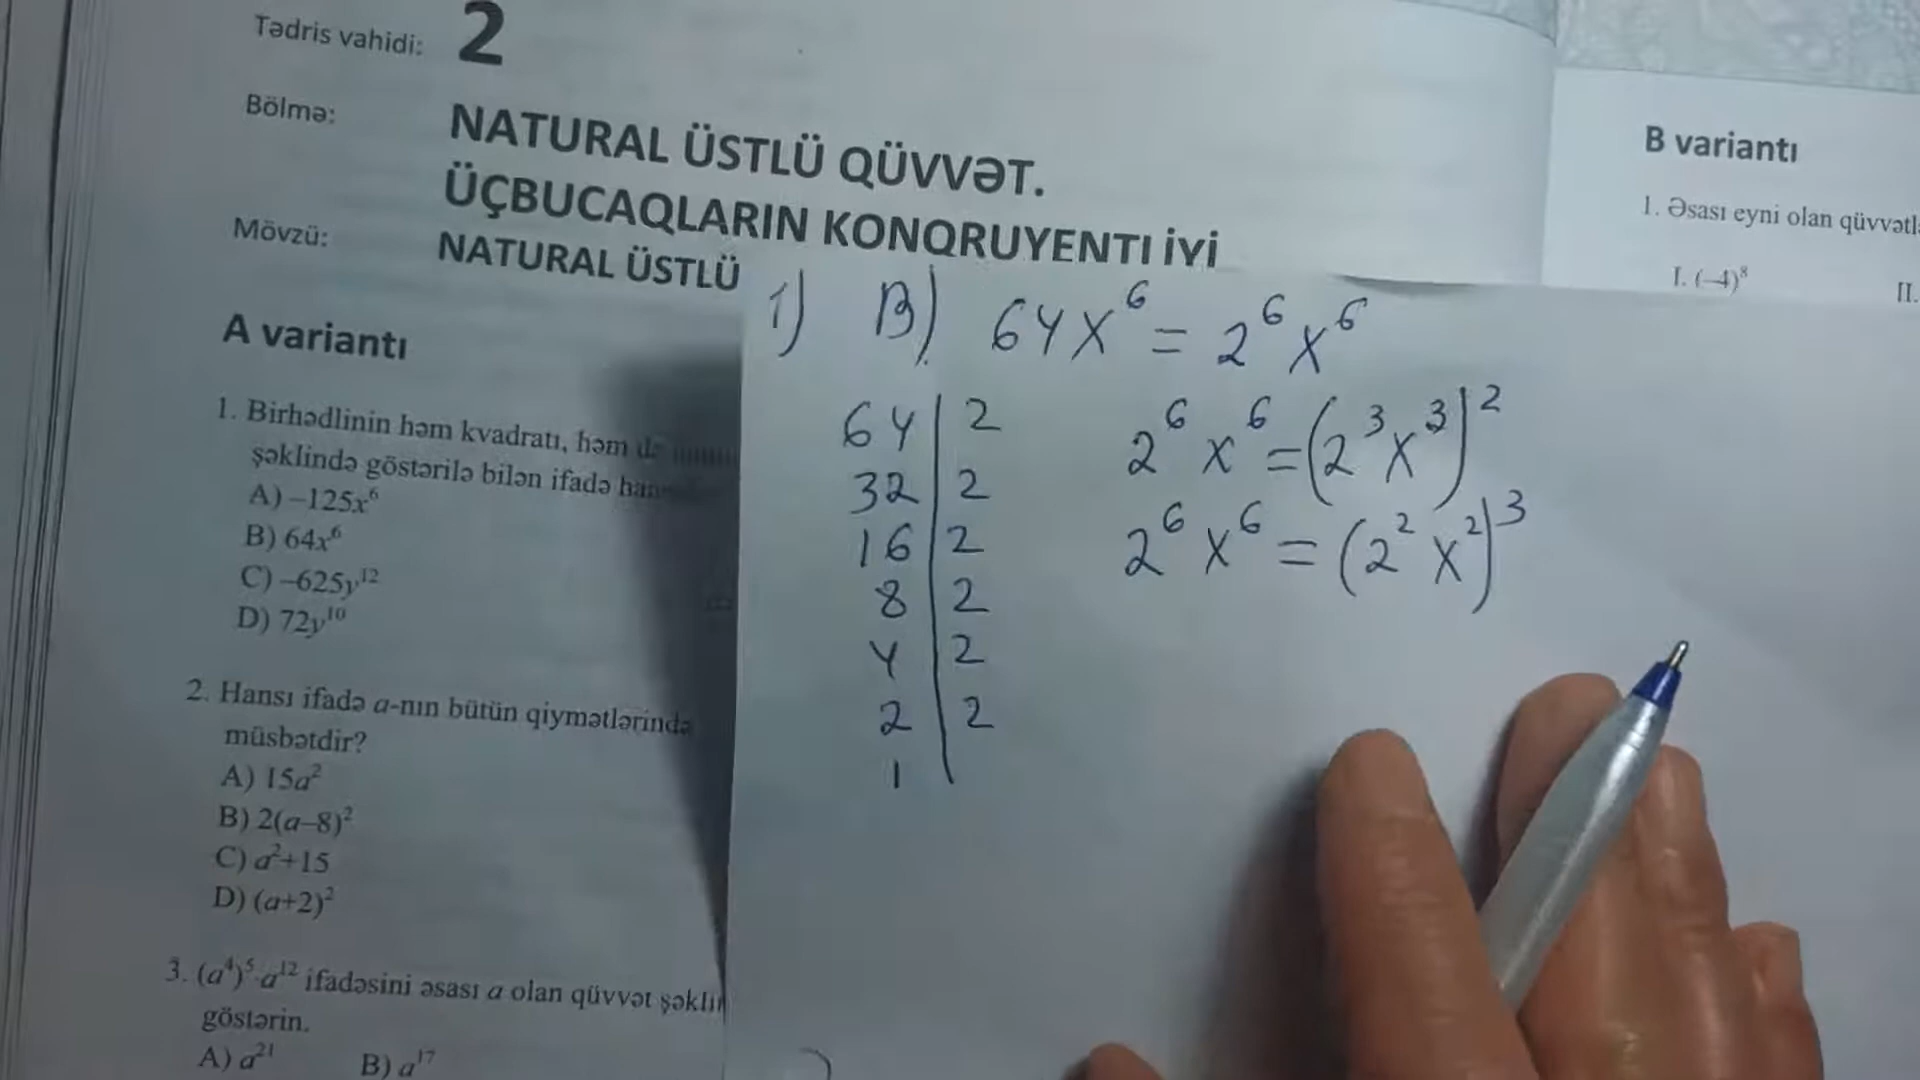 Tədris vahidi: 2
Bölmə: NATURAL ÜSTLÜ QÜVVƏT.
ÜÇBUCAQLARIN KONQRUYENTI İYİ
Mövzü: NATURAL ÜSTLÜ
A variantı
1. Birhədlinin həm kvadratı, həm də
şəklində göstərilə bilən ifadə
A) –125x⁶
B) 64x⁶
C) –625y¹²
D) 72y¹⁰
2. Hansı ifadə a-nın bütün qiymətlərində
müsbətdir?
A) 15a²
B) 2(a–8)²
C) a²+15
D) (a+2)²
3. (a⁴)⁵·a¹² ifadəsini əsası a olan qüvvət
göstərin.
A) a²¹ B) a¹⁷
1) B) 64x⁶ = 2⁶x⁶
64 | 2
32 | 2
16 | 2
8 | 2
4 | 2
2 | 2
1 |
2⁶x⁶ = (2³x³)²
2⁶x⁶ = (2²x²)³
B variantı
1. Əsası eyni olan
I. (–4)⁸ II.